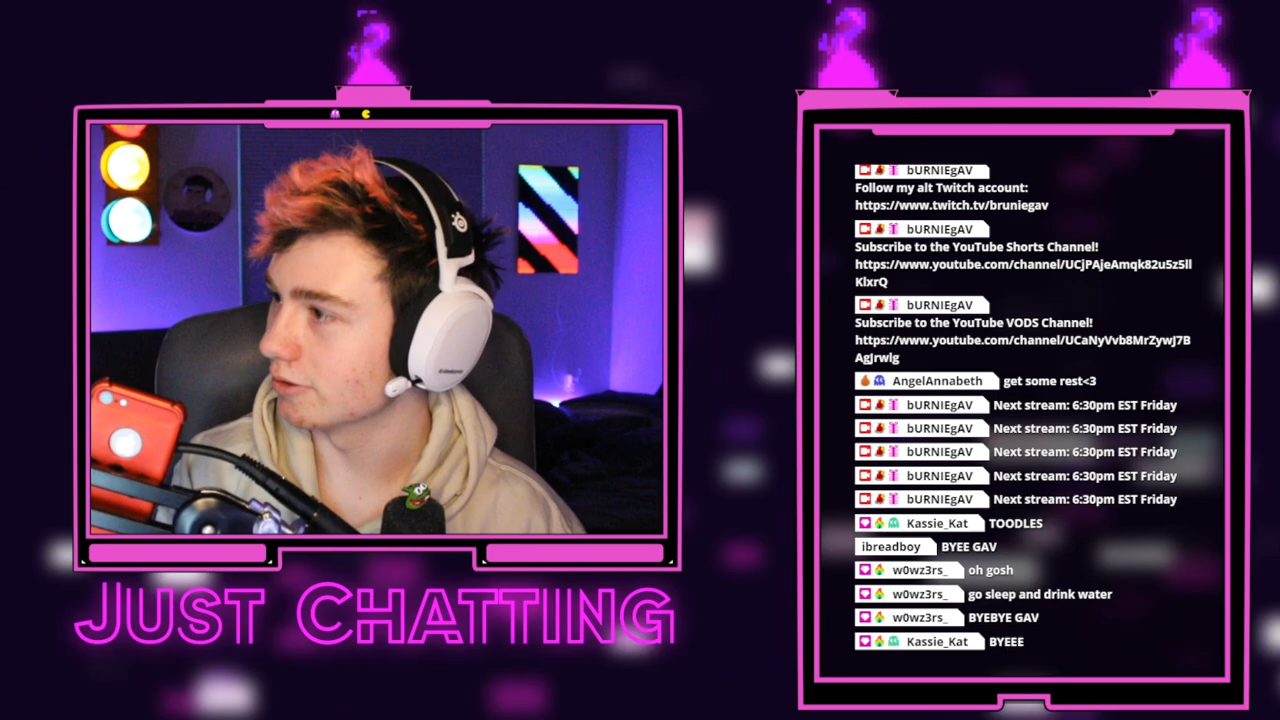 bURNIEgAV
Follow my alt Twitch account:
https://www.twitch.tv/bruniegav
bURNIEgAV
Subscribe to the YouTube Shorts Channel!
https://www.youtube.com/channel/UCjPAjeAmqk82u5z5ll
KlxrQ
bURNIEgAV
Subscribe to the YouTube VODS Channel!
https://www.youtube.com/channel/UCaNyVvb8MrZywJ7B
AgJrwlg
AngelAnnabeth get some rest<3
bURNIEgAV Next stream: 6:30pm EST Friday
bURNIEgAV Next stream: 6:30pm EST Friday
bURNIEgAV Next stream: 6:30pm EST Friday
bURNIEgAV Next stream: 6:30pm EST Friday
bURNIEgAV Next stream: 6:30pm EST Friday
Kassie_Kat TOODLES
ibreadboy BYEE GAV
w0wz3rs_ oh gosh
w0wz3rs_ go sleep and drink water
w0wz3rs_ BYEBYE GAV
Kassie_Kat BYEEE
JUST CHATTING